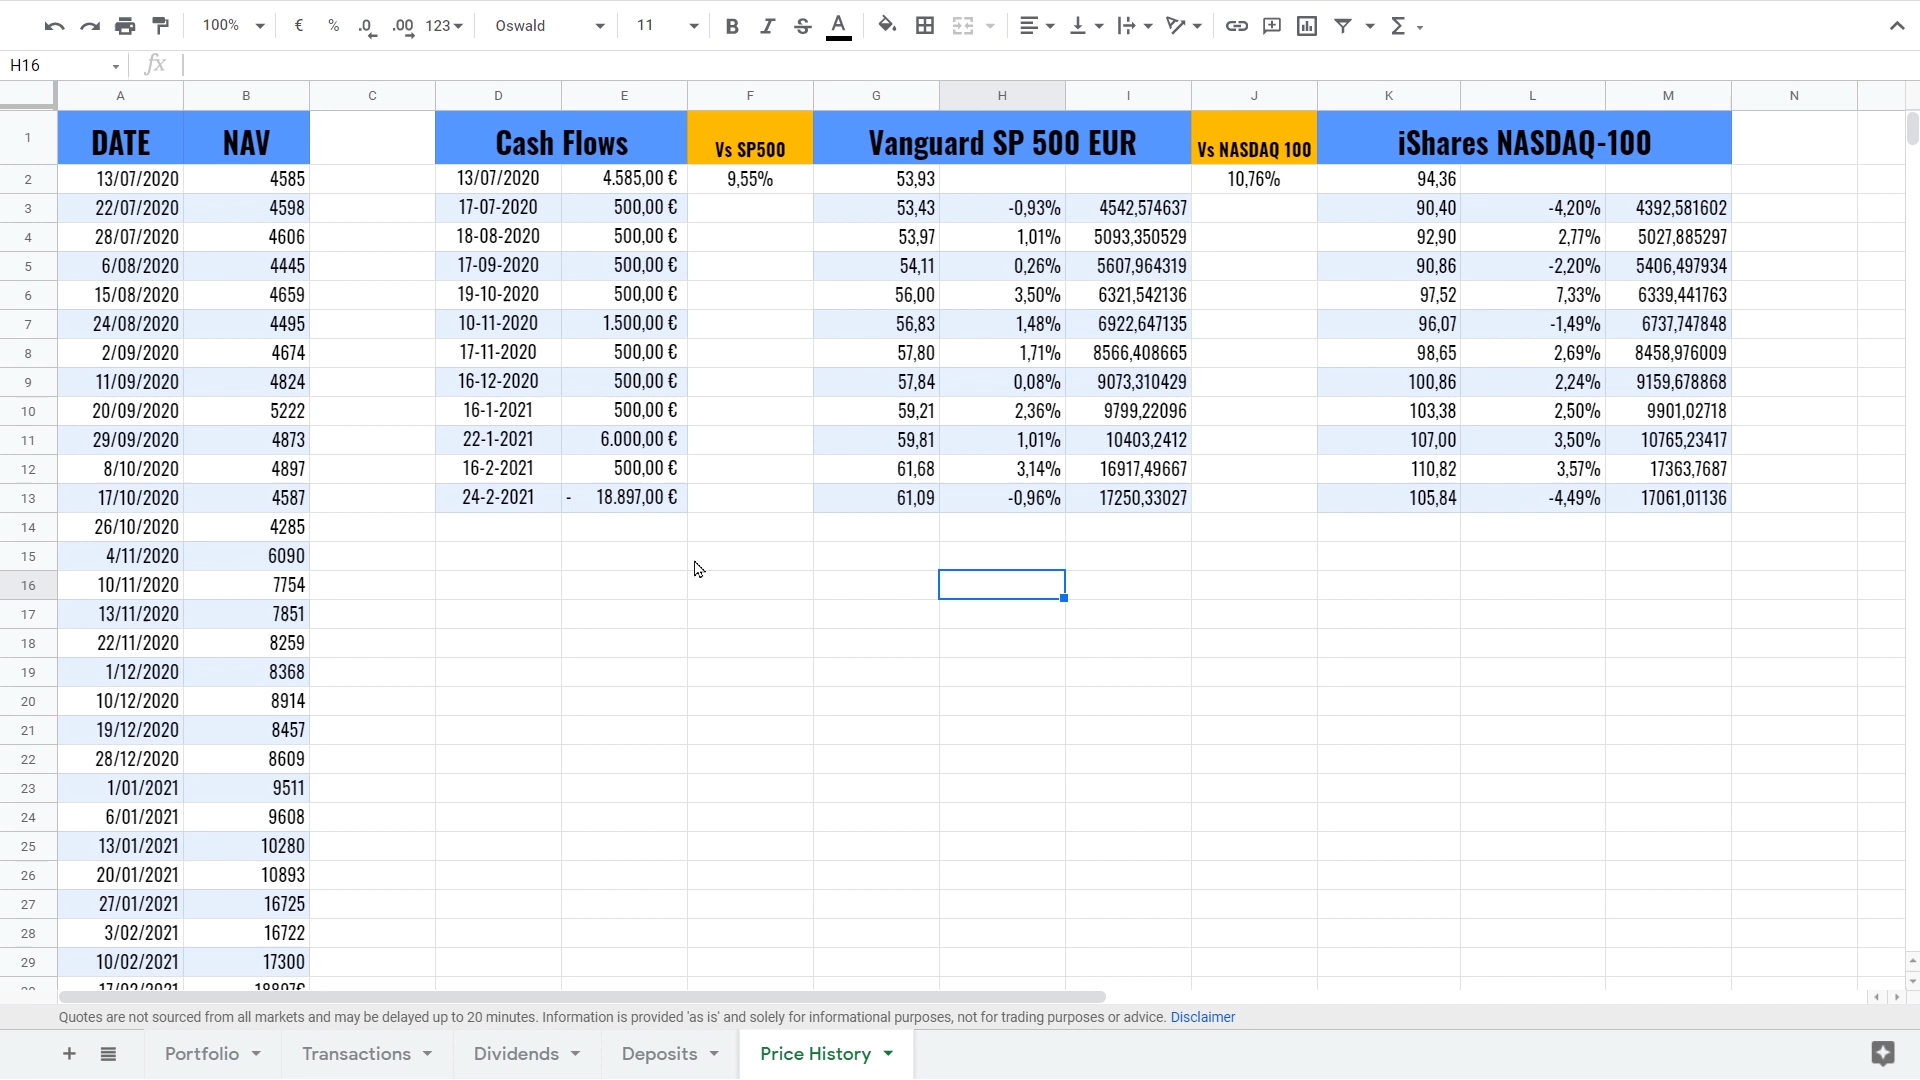 100% € % .0 .00 123 Oswald 11 B I S A Σ
H16 fx
A B C D E F G H I J K L M N
1 DATE NAV Cash Flows Vs SP500 Vanguard SP 500 EUR Vs NASDAQ 100 iShares NASDAQ-100
2 13/07/2020 4585 13/07/2020 4.585,00 € 9,55% 53,93 10,76% 94,36
3 22/07/2020 4598 17-07-2020 500,00 € 53,43 -0,93% 4542,574637 90,40 -4,20% 4392,581602
4 28/07/2020 4606 18-08-2020 500,00 € 53,97 1,01% 5093,350529 92,90 2,77% 5027,885297
5 6/08/2020 4445 17-09-2020 500,00 € 54,11 0,26% 5607,964319 90,86 -2,20% 5406,497934
6 15/08/2020 4659 19-10-2020 500,00 € 56,00 3,50% 6321,542136 97,52 7,33% 6339,441763
7 24/08/2020 4495 10-11-2020 1.500,00 € 56,83 1,48% 6922,647135 96,07 -1,49% 6737,747848
8 2/09/2020 4674 17-11-2020 500,00 € 57,80 1,71% 8566,408665 98,65 2,69% 8458,976009
9 11/09/2020 4824 16-12-2020 500,00 € 57,84 0,08% 9073,310429 100,86 2,24% 9159,678868
10 20/09/2020 5222 16-1-2021 500,00 € 59,21 2,36% 9799,22096 103,38 2,50% 9901,02718
11 29/09/2020 4873 22-1-2021 6.000,00 € 59,81 1,01% 10403,2412 107,00 3,50% 10765,23417
12 8/10/2020 4897 16-2-2021 500,00 € 61,68 3,14% 16917,49667 110,82 3,57% 17363,7687
13 17/10/2020 4587 24-2-2021 - 18.897,00 € 61,09 -0,96% 17250,33027 105,84 -4,49% 17061,01136
14 26/10/2020 4285
15 4/11/2020 6090
16 10/11/2020 7754
17 13/11/2020 7851
18 22/11/2020 8259
19 1/12/2020 8368
20 10/12/2020 8914
21 19/12/2020 8457
22 28/12/2020 8609
23 1/01/2021 9511
24 6/01/2021 9608
25 13/01/2021 10280
26 20/01/2021 10893
27 27/01/2021 16725
28 3/02/2021 16722
29 10/02/2021 17300
17/02/2021 18897€
Quotes are not sourced from all markets and may be delayed up to 20 minutes. Information is provided 'as is' and solely for informational purposes, not for trading purposes or advice. Disclaimer
Portfolio Transactions Dividends Deposits Price History